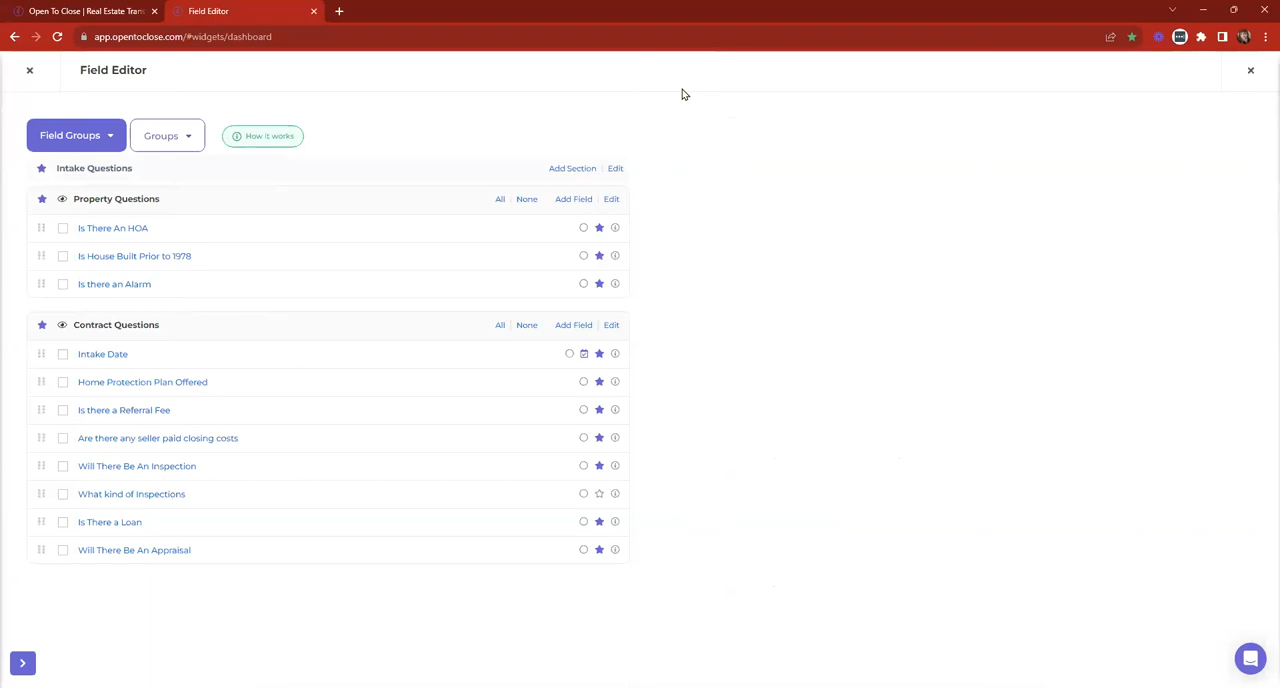 Open To Close | Real Estate Tran
Field Editor
app.opentoclose.com/#widgets/dashboard
Field Editor
Field Groups
Groups
How it works
Intake Questions
Add Section | Edit
Property Questions
All | None Add Field | Edit
Is There An HOA
Is House Built Prior to 1978
Is there an Alarm
Contract Questions
All | None Add Field | Edit
Intake Date
Home Protection Plan Offered
Is there a Referral Fee
Are there any seller paid closing costs
Will There Be An Inspection
What kind of Inspections
Is There a Loan
Will There Be An Appraisal